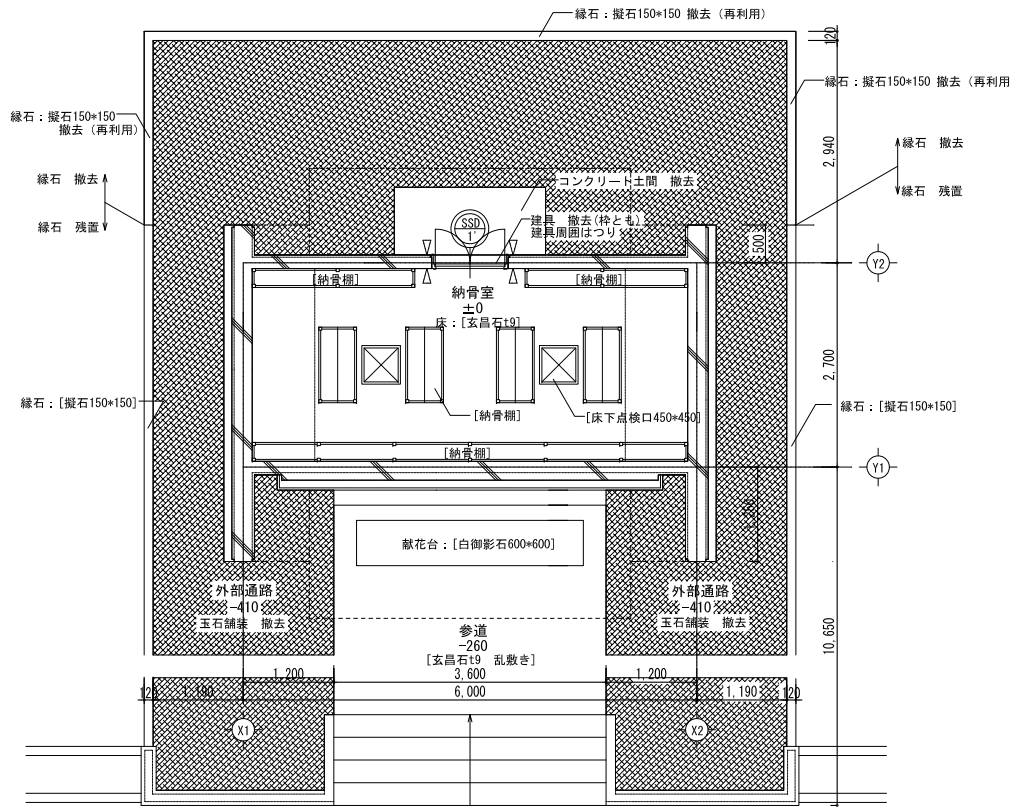 縁石：擬石150*150 撤去（再利用）
120
縁石：擬石150*150 撤去（再利用
縁石：擬石150*150
撤去（再利用）
2,940
縁石　撤去
縁石　撤去
縁石　残置
縁石　残置
コンクリート土間　撤去
SSD
1'
建具　撤去(枠とも)
建具周囲はつり
500
Y2
[納骨棚]
[納骨棚]
納骨室
±0
床：[玄昌石t9]
2,700
縁石：[擬石150*150]
縁石：[擬石150*150]
[納骨棚]
[床下点検口450*450]
[納骨棚]
Y1
献花台：[白御影石600*600]
外部通路
-410
玉石舗装　撤去
外部通路
-410
玉石舗装　撤去
参道
-260
[玄昌石t9　乱敷き]
10,650
1,200
3,600
1,200
120
1,190
6,000
1,190
120
X1
X2